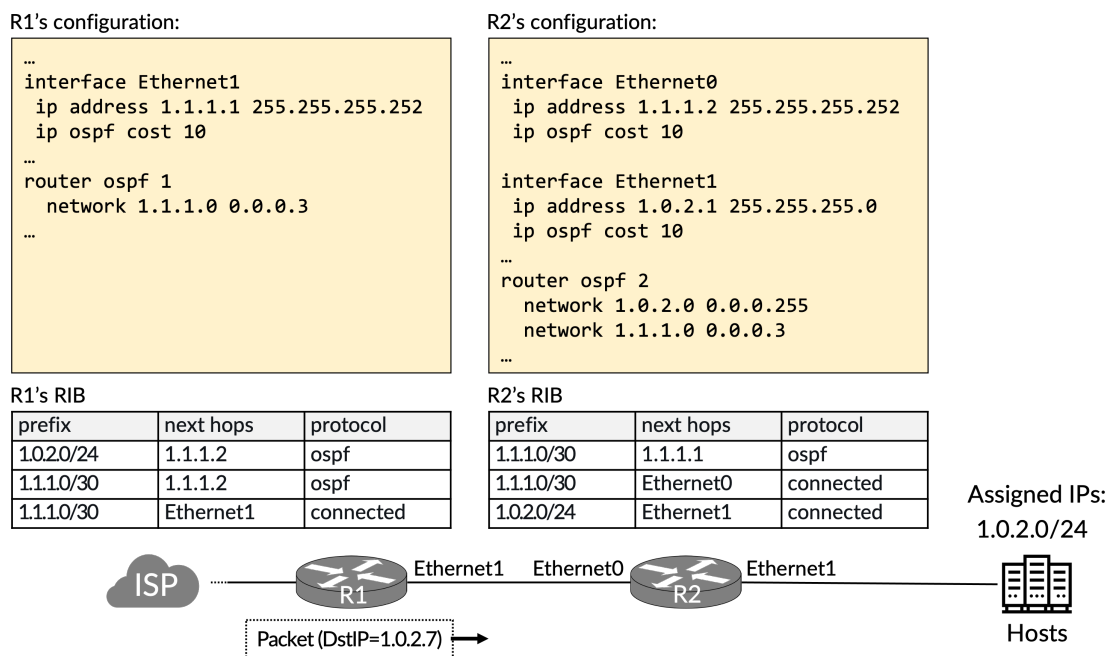 R1's configuration:
…
interface Ethernet1
ip address 1.1.1.1 255.255.255.252
ip ospf cost 10
…
router ospf 1
network 1.1.1.0 0.0.0.3
…
R2's configuration:
…
interface Ethernet0
ip address 1.1.1.2 255.255.255.252
ip ospf cost 10
interface Ethernet1
ip address 1.0.2.1 255.255.255.0
ip ospf cost 10
…
router ospf 2
network 1.0.2.0 0.0.0.255
network 1.1.1.0 0.0.0.3
…
R1's RIB
prefix next hops protocol
1.0.2.0/24 1.1.1.2 ospf
1.1.1.0/30 1.1.1.2 ospf
1.1.1.0/30 Ethernet1 connected
R2's RIB
prefix next hops protocol
1.1.1.0/30 1.1.1.1 ospf
1.1.1.0/30 Ethernet0 connected
1.0.2.0/24 Ethernet1 connected
Assigned IPs:
1.0.2.0/24
ISP
R1
Ethernet1
Ethernet0
R2
Ethernet1
Hosts
Packet (DstIP=1.0.2.7)